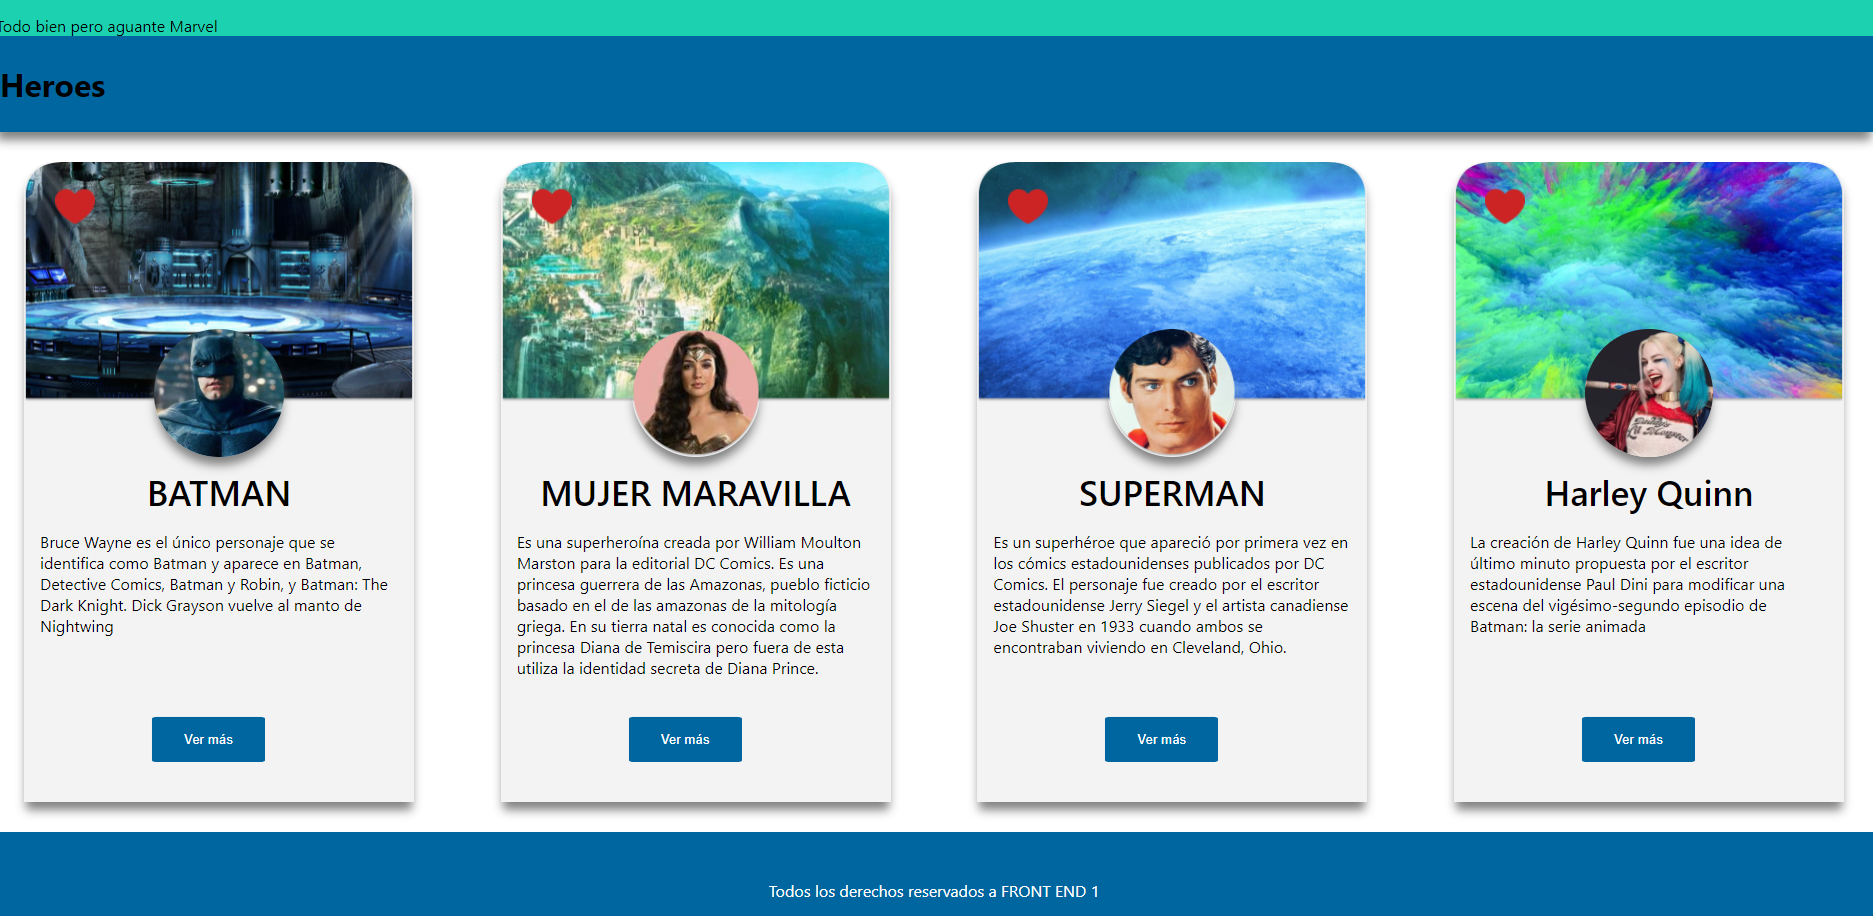 Todo bien pero aguante Marvel
Heroes
BATMAN
Bruce Wayne es el único personaje que se
identifica como Batman y aparece en Batman,
Detective Comics, Batman y Robin, y Batman: The
Dark Knight. Dick Grayson vuelve al manto de
Nightwing
Ver más
MUJER MARAVILLA
Es una superheroína creada por William Moulton
Marston para la editorial DC Comics. Es una
princesa guerrera de las Amazonas, pueblo ficticio
basado en el de las amazonas de la mitología
griega. En su tierra natal es conocida como la
princesa Diana de Temiscira pero fuera de esta
utiliza la identidad secreta de Diana Prince.
Ver más
SUPERMAN
Es un superhéroe que apareció por primera vez en
los cómics estadounidenses publicados por DC
Comics. El personaje fue creado por el escritor
estadounidense Jerry Siegel y el artista canadiense
Joe Shuster en 1933 cuando ambos se
encontraban viviendo en Cleveland, Ohio.
Ver más
Daddy's
Lil Monster
Harley Quinn
La creación de Harley Quinn fue una idea de
último minuto propuesta por el escritor
estadounidense Paul Dini para modificar una
escena del vigésimo-segundo episodio de
Batman: la serie animada
Ver más
Todos los derechos reservados a FRONT END 1